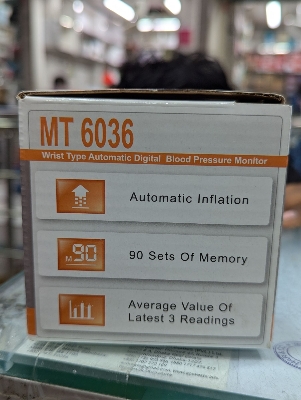 MT 6036
Wrist Type Automatic Digital Blood Pressure Monitor
Automatic Inflation
M90
90 Sets Of Memory
Average Value Of
Latest 3 Readings